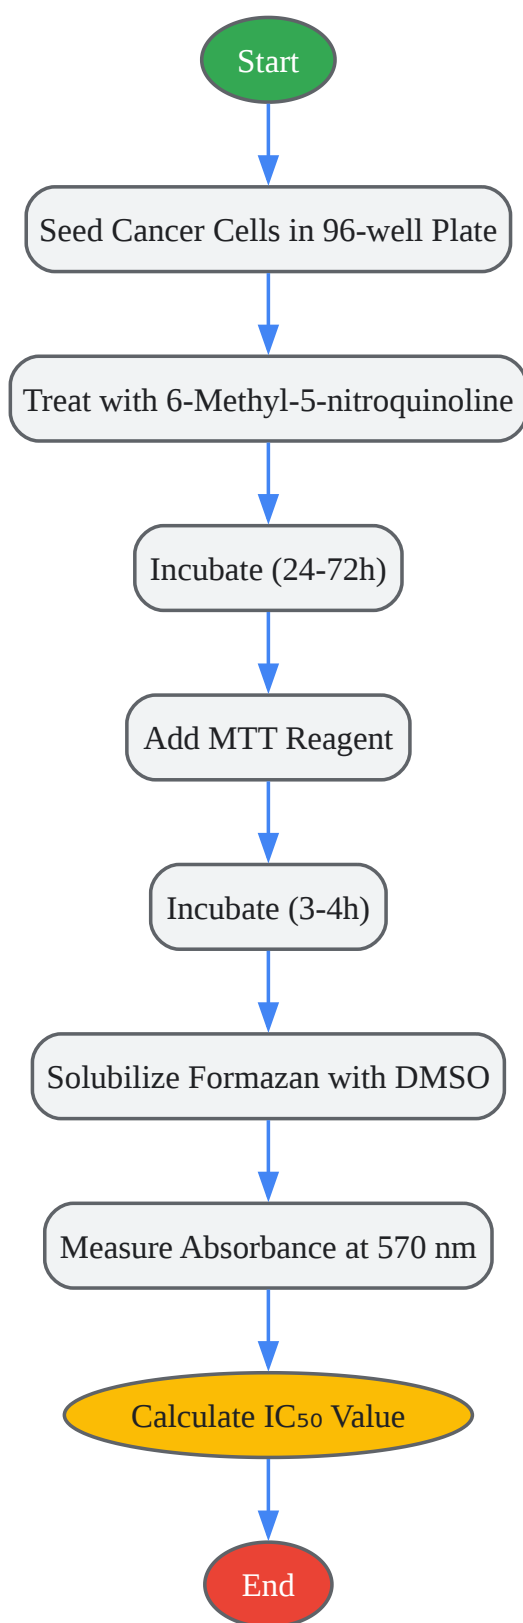 Start
Seed Cancer Cells in 96-well Plate
Treat with 6-Methyl-5-nitroquinoline
Incubate (24-72h)
Add MTT Reagent
Incubate (3-4h)
Solubilize Formazan with DMSO
Measure Absorbance at 570 nm
Calculate IC₅₀ Value
End